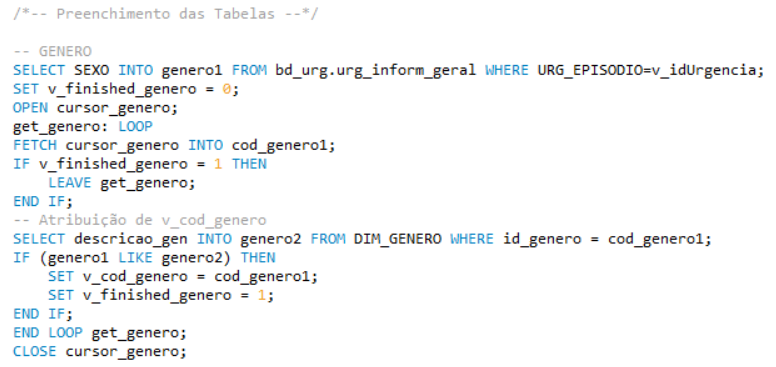 /*-- Preenchimento das Tabelas --*/
-- GENERO
SELECT SEXO INTO genero1 FROM bd_urg.urg_inform_geral WHERE URG_EPISODIO=v_idUrgencia;
SET v_finished_genero = 0;
OPEN cursor_genero;
get_genero: LOOP
FETCH cursor_genero INTO cod_genero1;
IF v_finished_genero = 1 THEN
    LEAVE get_genero;
END IF;
-- Atribuição de v_cod_genero
SELECT descricao_gen INTO genero2 FROM DIM_GENERO WHERE id_genero = cod_genero1;
IF (genero1 LIKE genero2) THEN
    SET v_cod_genero = cod_genero1;
    SET v_finished_genero = 1;
END IF;
END LOOP get_genero;
CLOSE cursor_genero;